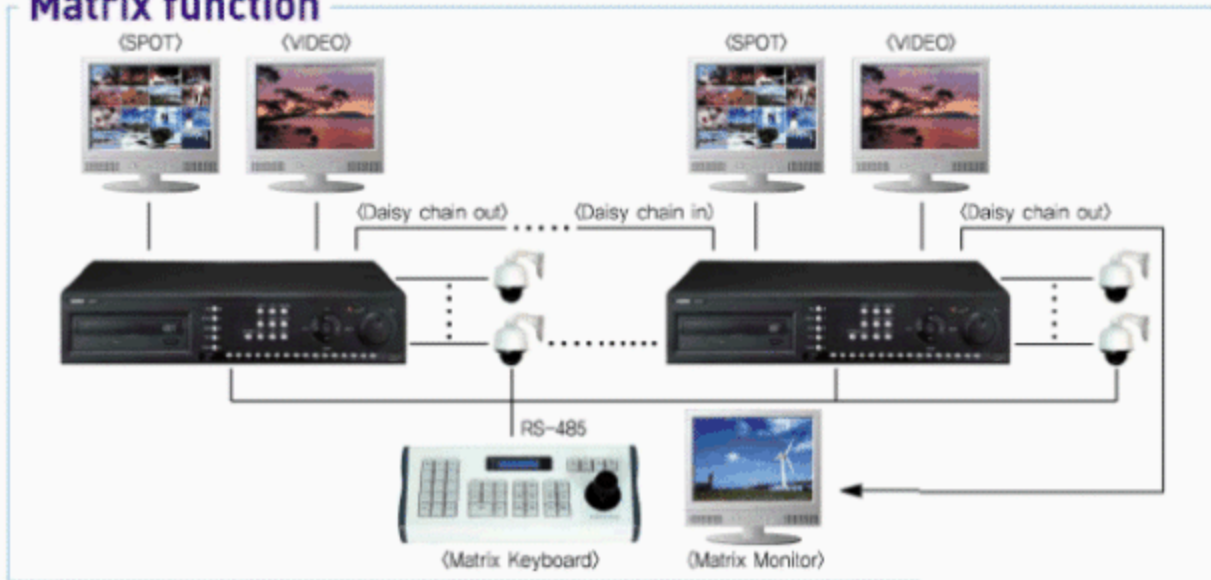 Matrix function
<SPOT> <VIDEO> <SPOT> <VIDEO>
<Daisy chain out> <Daisy chain in> <Daisy chain out>
RS-485
<Matrix Keyboard> <Matrix Monitor>